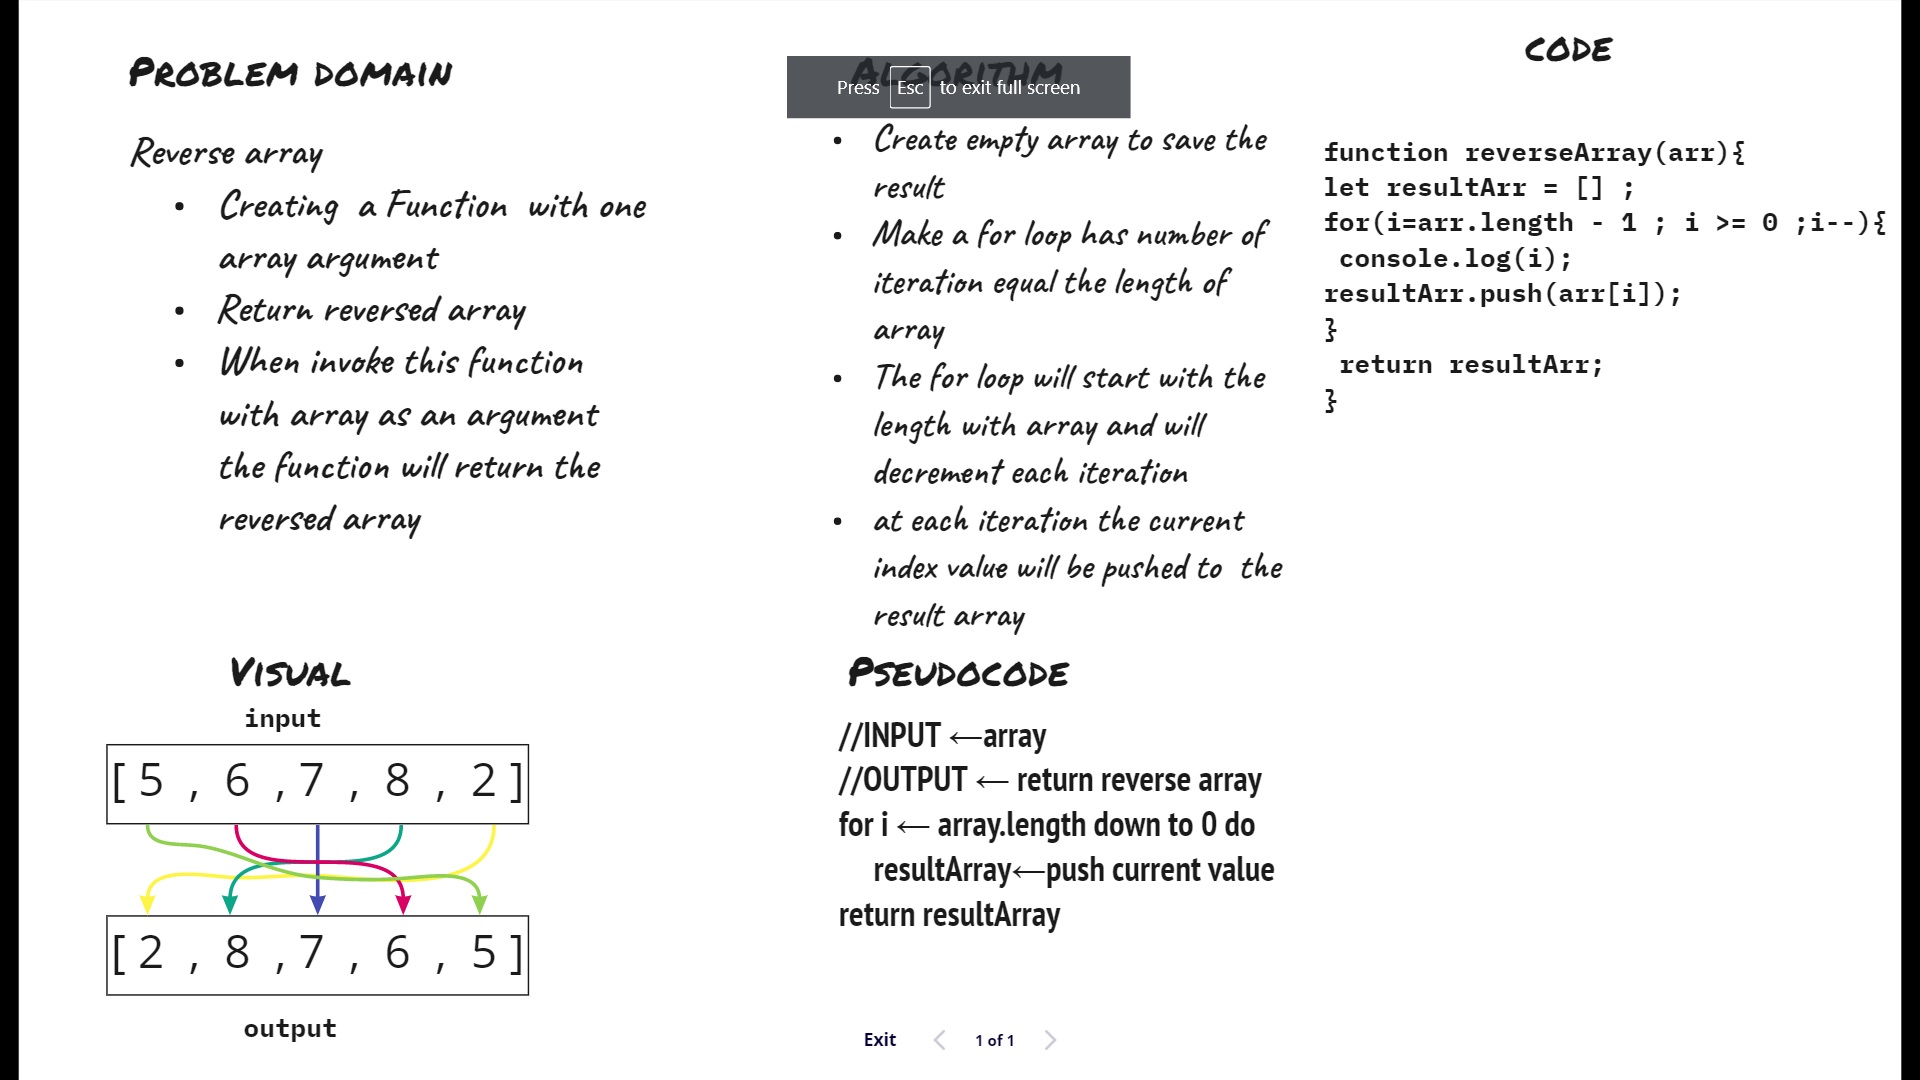 PROBLEM DOMAIN
Reverse array
• Creating a Function with one
array argument
• Return reversed array
• When invoke this function
with array as an argument
the function will return the
reversed array
VISUAL
input
[ 5 , 6 , 7 , 8 , 2 ]
[ 2 , 8 , 7 , 6 , 5 ]
output
ALGORITHM
Press Esc to exit full screen
• Create empty array to save the
result
• Make a for loop has number of
iteration equal the length of
array
• The for loop will start with the
length with array and will
decrement each iteration
• at each iteration the current
index value will be pushed to the
result array
PSEUDOCODE
//INPUT ←array
//OUTPUT ← return reverse array
for i ← array.length down to 0 do
resultArray←push current value
return resultArray
CODE
function reverseArray(arr){
let resultArr = [] ;
for(i=arr.length - 1 ; i >= 0 ;i--){
console.log(i);
resultArr.push(arr[i]);
}
return resultArr;
}
Exit 1 of 1